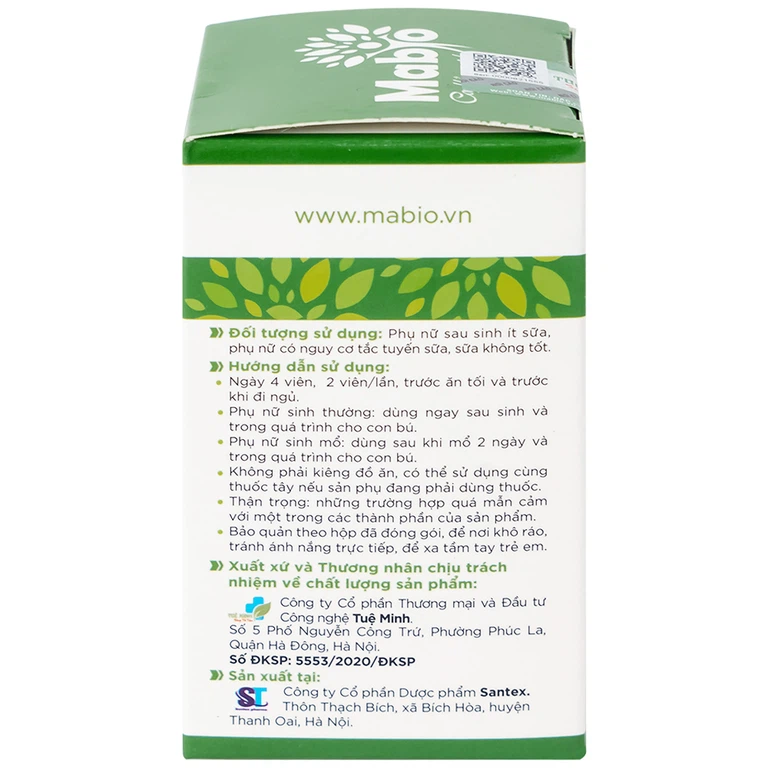 Mabio
www.mabio.vn
Đối tượng sử dụng: Phụ nữ sau sinh ít sữa,
phụ nữ có nguy cơ tắc tuyến sữa, sữa không tốt.
Hướng dẫn sử dụng:
• Ngày 4 viên, 2 viên/lần, trước ăn tối và trước
khi đi ngủ.
• Phụ nữ sinh thường: dùng ngay sau sinh và
trong quá trình cho con bú.
• Phụ nữ sinh mổ: dùng sau khi mổ 2 ngày và
trong quá trình cho con bú.
• Không phải kiêng đồ ăn, có thể sử dụng cùng
thuốc tây nếu sản phụ đang phải dùng thuốc.
• Thận trọng: những trường hợp quá mẫn cảm
với một trong các thành phần của sản phẩm.
• Bảo quản theo hộp đã đóng gói, để nơi khô ráo,
tránh ánh nắng trực tiếp, để xa tầm tay trẻ em.
Xuất xứ và Thương nhân chịu trách
nhiệm về chất lượng sản phẩm:
Công ty Cổ phần Thương mại và Đầu tư
Công nghệ Tuệ Minh.
Số 5 Phố Nguyễn Công Trứ, Phường Phúc La,
Quận Hà Đông, Hà Nội.
Số ĐKSP: 5553/2020/ĐKSP
Sản xuất tại:
Công ty Cổ phần Dược phẩm Santex.
Thôn Thạch Bích, xã Bích Hòa, huyện
Thanh Oai, Hà Nội.